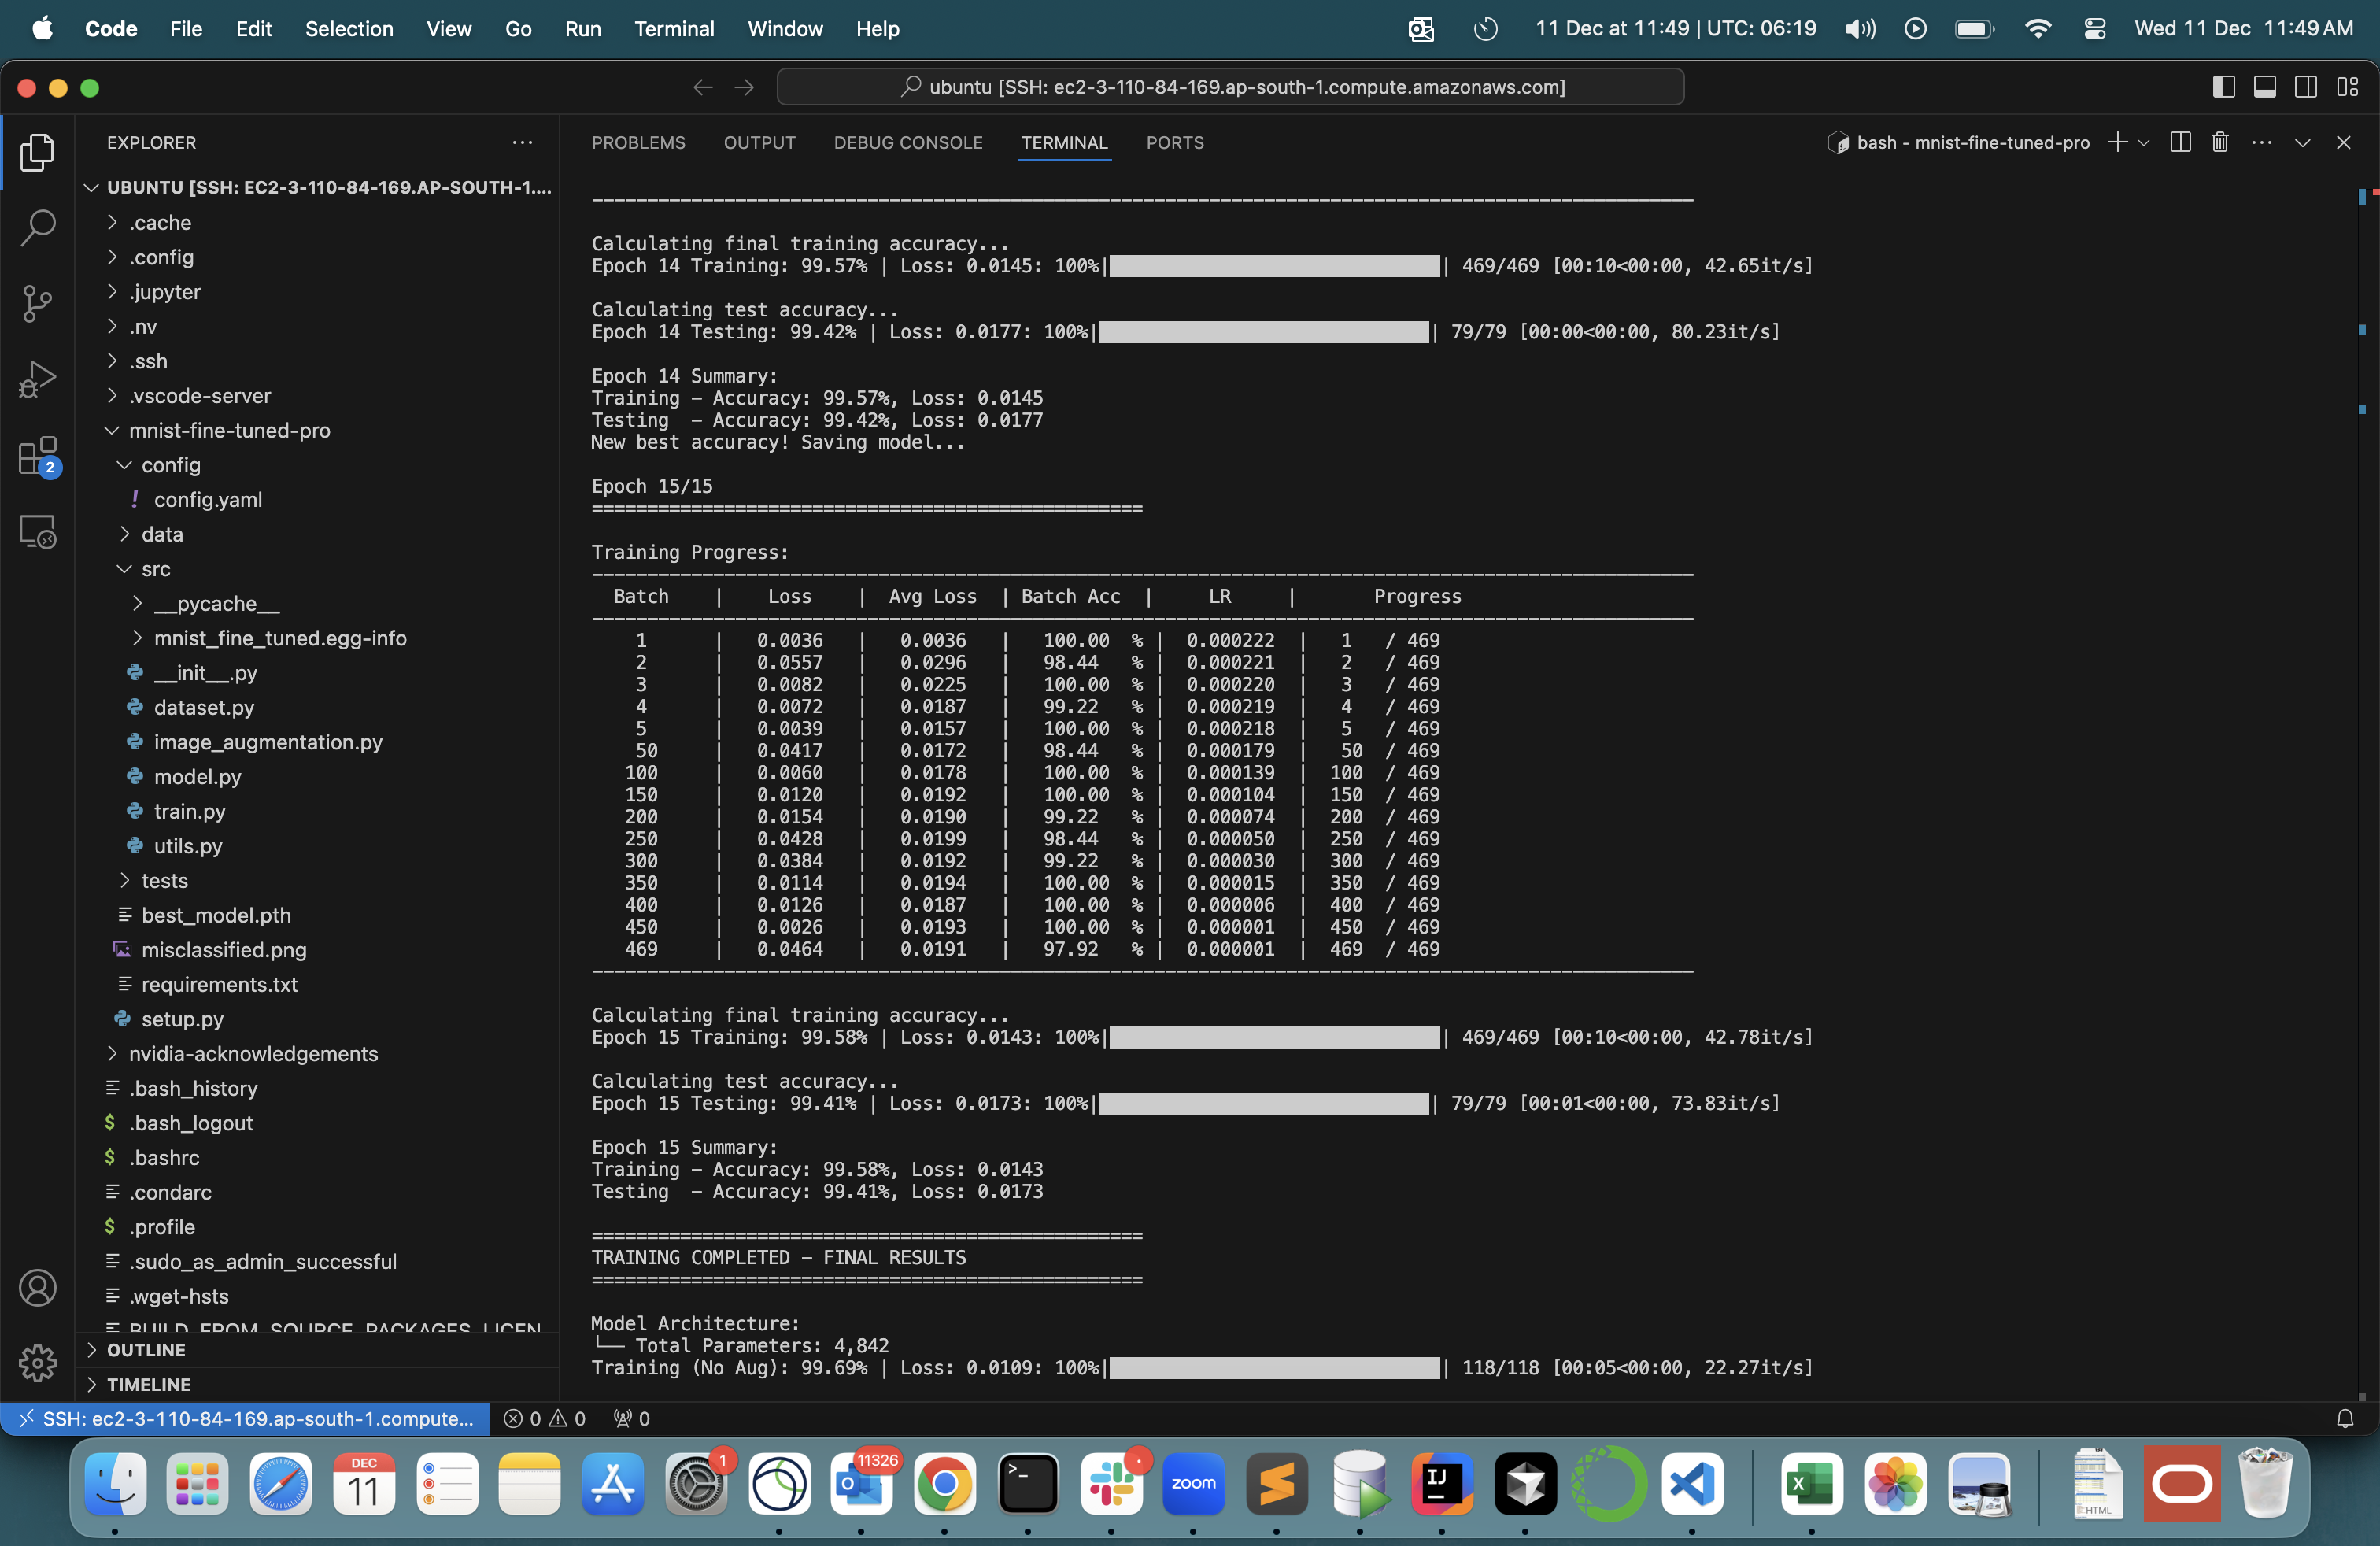 Code File Edit Selection View Go Run Terminal Window Help 11 Dec at 11:49 | UTC: 06:19 Wed 11 Dec 11:49 AM
ubuntu [SSH: ec2-3-110-84-169.ap-south-1.compute.amazonaws.com]
EXPLORER
UBUNTU [SSH: EC2-3-110-84-169.AP-SOUTH-1....
.cache
.config
.jupyter
.nv
.ssh
.vscode-server
mnist-fine-tuned-pro
config
! config.yaml
data
src
__pycache__
mnist_fine_tuned.egg-info
__init__.py
dataset.py
image_augmentation.py
model.py
train.py
utils.py
tests
best_model.pth
misclassified.png
requirements.txt
setup.py
nvidia-acknowledgements
.bash_history
$ .bash_logout
$ .bashrc
.condarc
$ .profile
.sudo_as_admin_successful
.wget-hsts
BUILD_FROM_SOURCE_PACKAGES_LICEN
OUTLINE
TIMELINE
2
PROBLEMS OUTPUT DEBUG CONSOLE TERMINAL PORTS bash - mnist-fine-tuned-pro
Calculating final training accuracy...
Epoch 14 Training: 99.57% | Loss: 0.0145: 100%| | 469/469 [00:10<00:00, 42.65it/s]
Calculating test accuracy...
Epoch 14 Testing: 99.42% | Loss: 0.0177: 100%| | 79/79 [00:00<00:00, 80.23it/s]
Epoch 14 Summary:
Training – Accuracy: 99.57%, Loss: 0.0145
Testing – Accuracy: 99.42%, Loss: 0.0177
New best accuracy! Saving model...
Epoch 15/15
==================================================
Training Progress:
Batch | Loss | Avg Loss | Batch Acc | LR | Progress
1 | 0.0036 | 0.0036 | 100.00 % | 0.000222 | 1 / 469
2 | 0.0557 | 0.0296 | 98.44 % | 0.000221 | 2 / 469
3 | 0.0082 | 0.0225 | 100.00 % | 0.000220 | 3 / 469
4 | 0.0072 | 0.0187 | 99.22 % | 0.000219 | 4 / 469
5 | 0.0039 | 0.0157 | 100.00 % | 0.000218 | 5 / 469
50 | 0.0417 | 0.0172 | 98.44 % | 0.000179 | 50 / 469
100 | 0.0060 | 0.0178 | 100.00 % | 0.000139 | 100 / 469
150 | 0.0120 | 0.0192 | 100.00 % | 0.000104 | 150 / 469
200 | 0.0154 | 0.0190 | 99.22 % | 0.000074 | 200 / 469
250 | 0.0428 | 0.0199 | 98.44 % | 0.000050 | 250 / 469
300 | 0.0384 | 0.0192 | 99.22 % | 0.000030 | 300 / 469
350 | 0.0114 | 0.0194 | 100.00 % | 0.000015 | 350 / 469
400 | 0.0126 | 0.0187 | 100.00 % | 0.000006 | 400 / 469
450 | 0.0026 | 0.0193 | 100.00 % | 0.000001 | 450 / 469
469 | 0.0464 | 0.0191 | 97.92 % | 0.000001 | 469 / 469
Calculating final training accuracy...
Epoch 15 Training: 99.58% | Loss: 0.0143: 100%| | 469/469 [00:10<00:00, 42.78it/s]
Calculating test accuracy...
Epoch 15 Testing: 99.41% | Loss: 0.0173: 100%| | 79/79 [00:01<00:00, 73.83it/s]
Epoch 15 Summary:
Training – Accuracy: 99.58%, Loss: 0.0143
Testing – Accuracy: 99.41%, Loss: 0.0173
==================================================
TRAINING COMPLETED – FINAL RESULTS
==================================================
Model Architecture:
└── Total Parameters: 4,842
Training (No Aug): 99.69% | Loss: 0.0109: 100%| | 118/118 [00:05<00:00, 22.27it/s]
SSH: ec2-3-110-84-169.ap-south-1.compute... 0 0 0
DEC
11
1
11326
zoom
IJ
HTML